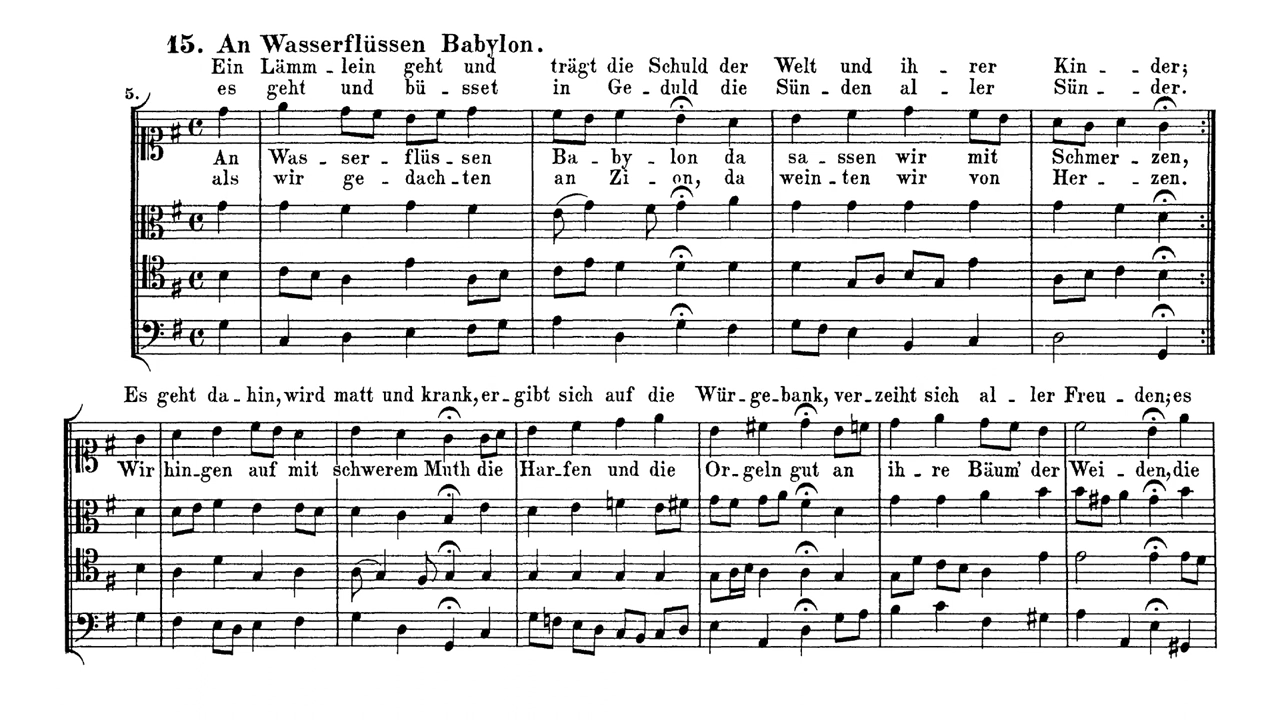 15. An Wasserflüssen Babylon.
Ein Lämm - lein geht und trägt die Schuld der Welt und ih - rer Kin - - der;
es geht und bü - sset in Ge - duld die Sün - den al - ler Sün - - der.
5.
An Was - ser - flüs - sen Ba - by - lon da sa - ssen wir mit Schmer - - zen,
als wir ge - dach - ten an Zi - on, da wein - ten wir von Her - - zen.
Es geht da - hin, wird matt und krank, er - gibt sich auf die Wür - ge - bank, ver - zeiht sich al - ler Freu - den; es
Wir hin - gen auf mit schwerem Muth die Har - fen und die Or - geln gut an ih - re Bäum' der Wei - den, die